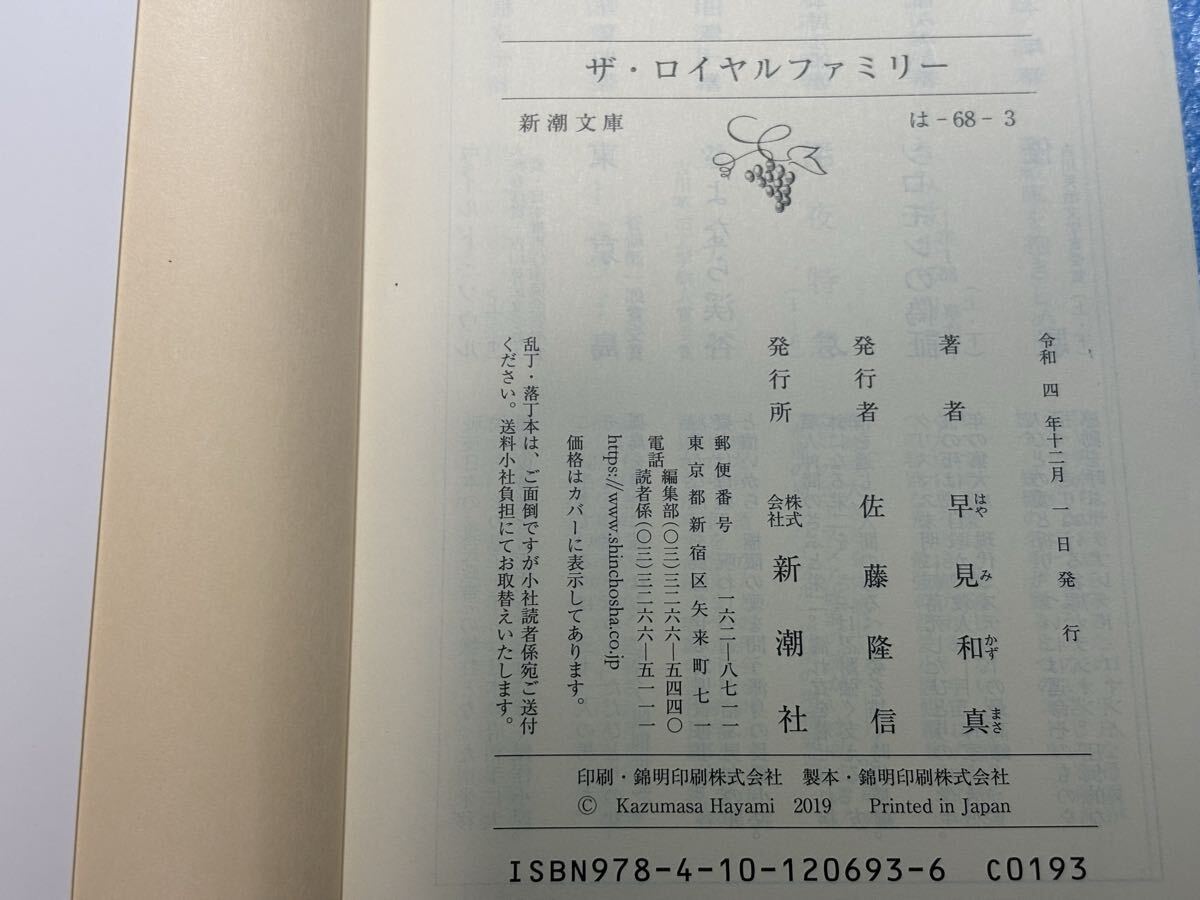 ザ・ロイヤルファミリー
新潮文庫
は-68-3
令和四年十二月一日発行
著者 早見和真
はやみかずまさ
発行者 佐藤隆信
発行所 株式会社 新潮社
郵便番号 一六二―八七一一
東京都新宿区矢来町七一
電話 編集部(〇三)三二六六―五四四〇
読者係(〇三)三二六六―五一一一
https://www.shinchosha.co.jp
価格はカバーに表示してあります。
乱丁・落丁本は、ご面倒ですが小社読者係宛ご送付
ください。送料小社負担にてお取替えいたします。
印刷・錦明印刷株式会社 製本・錦明印刷株式会社
© Kazumasa Hayami 2019 Printed in Japan
ISBN978-4-10-120693-6 C0193